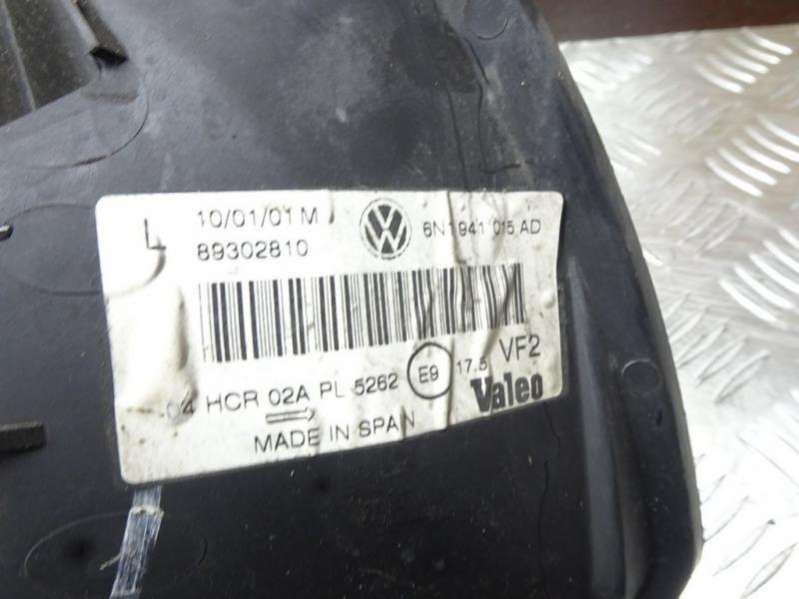 L 10/01/01 M 6N1941 015 AD
89302810
04 HCR 02A PL 5262 E9 17.5 VF2
Valeo
MADE IN SPAN